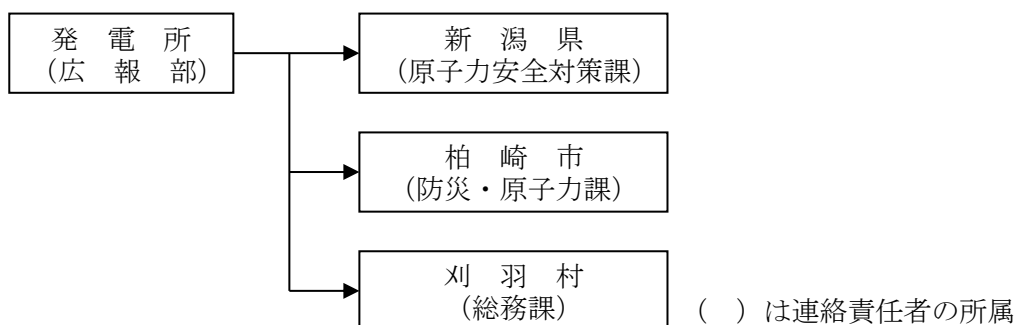 発　電　所
（広　報　部）
新　潟　県
（原子力安全対策課）
柏　崎　市
（防災・原子力課）
刈　羽　村
（総務課）
（　）は連絡責任者の所属